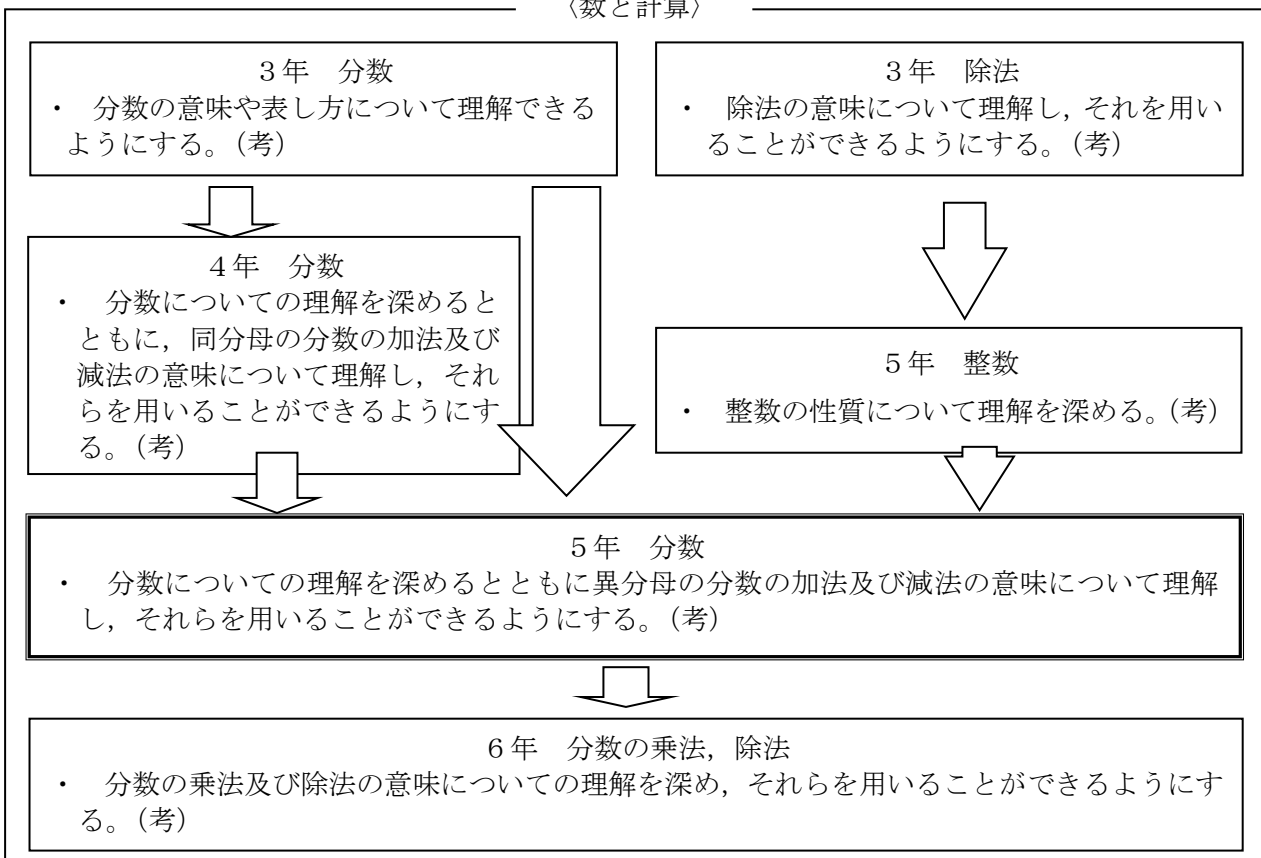 〈数と計算〉
3年 分数
・ 分数の意味や表し方について理解できる
ようにする。(考)
3年 除法
・ 除法の意味について理解し,それを用い
ることができるようにする。(考)
4年 分数
・ 分数についての理解を深めると
ともに,同分母の分数の加法及び
減法の意味について理解し,それ
らを用いることができるようにす
る。(考)
5年 整数
・ 整数の性質について理解を深める。(考)
5年 分数
・ 分数についての理解を深めるとともに異分母の分数の加法及び減法の意味について理解
し,それらを用いることができるようにする。(考)
6年 分数の乗法,除法
・ 分数の乗法及び除法の意味についての理解を深め,それらを用いることができるようにす
る。(考)